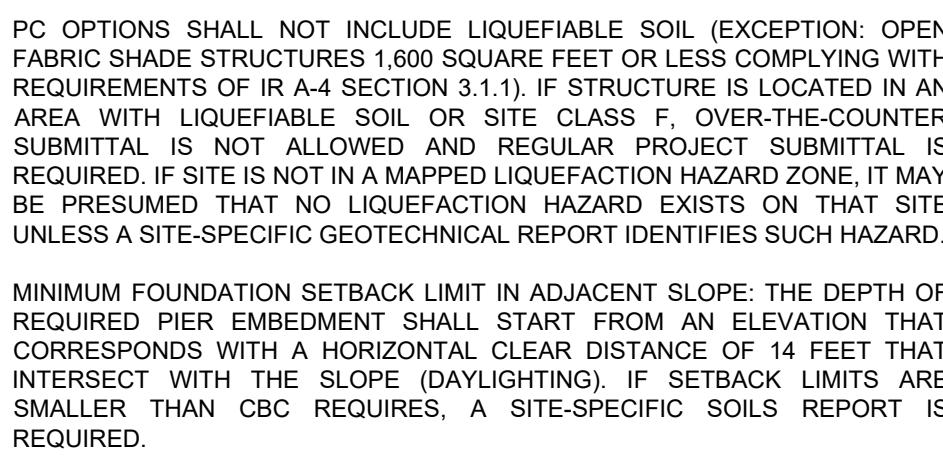 PC OPTIONS SHALL NOT INCLUDE LIQUEFIABLE SOIL (EXCEPTION: OPEN
FABRIC SHADE STRUCTURES 1,600 SQUARE FEET OR LESS COMPLYING WITH
REQUIREMENTS OF IR A-4 SECTION 3.1.1). IF STRUCTURE IS LOCATED IN AN
AREA WITH LIQUEFIABLE SOIL OR SITE CLASS F, OVER-THE-COUNTER
SUBMITTAL IS NOT ALLOWED AND REGULAR PROJECT SUBMITTAL IS
REQUIRED. IF SITE IS NOT IN A MAPPED LIQUEFACTION HAZARD ZONE, IT MAY
BE PRESUMED THAT NO LIQUEFACTION HAZARD EXISTS ON THAT SITE
UNLESS A SITE-SPECIFIC GEOTECHNICAL REPORT IDENTIFIES SUCH HAZARD.
MINIMUM FOUNDATION SETBACK LIMIT IN ADJACENT SLOPE: THE DEPTH OF
REQUIRED PIER EMBEDMENT SHALL START FROM AN ELEVATION THAT
CORRESPONDS WITH A HORIZONTAL CLEAR DISTANCE OF 14 FEET THAT
INTERSECT WITH THE SLOPE (DAYLIGHTING). IF SETBACK LIMITS ARE
SMALLER THAN CBC REQUIRES, A SITE-SPECIFIC SOILS REPORT IS
REQUIRED.